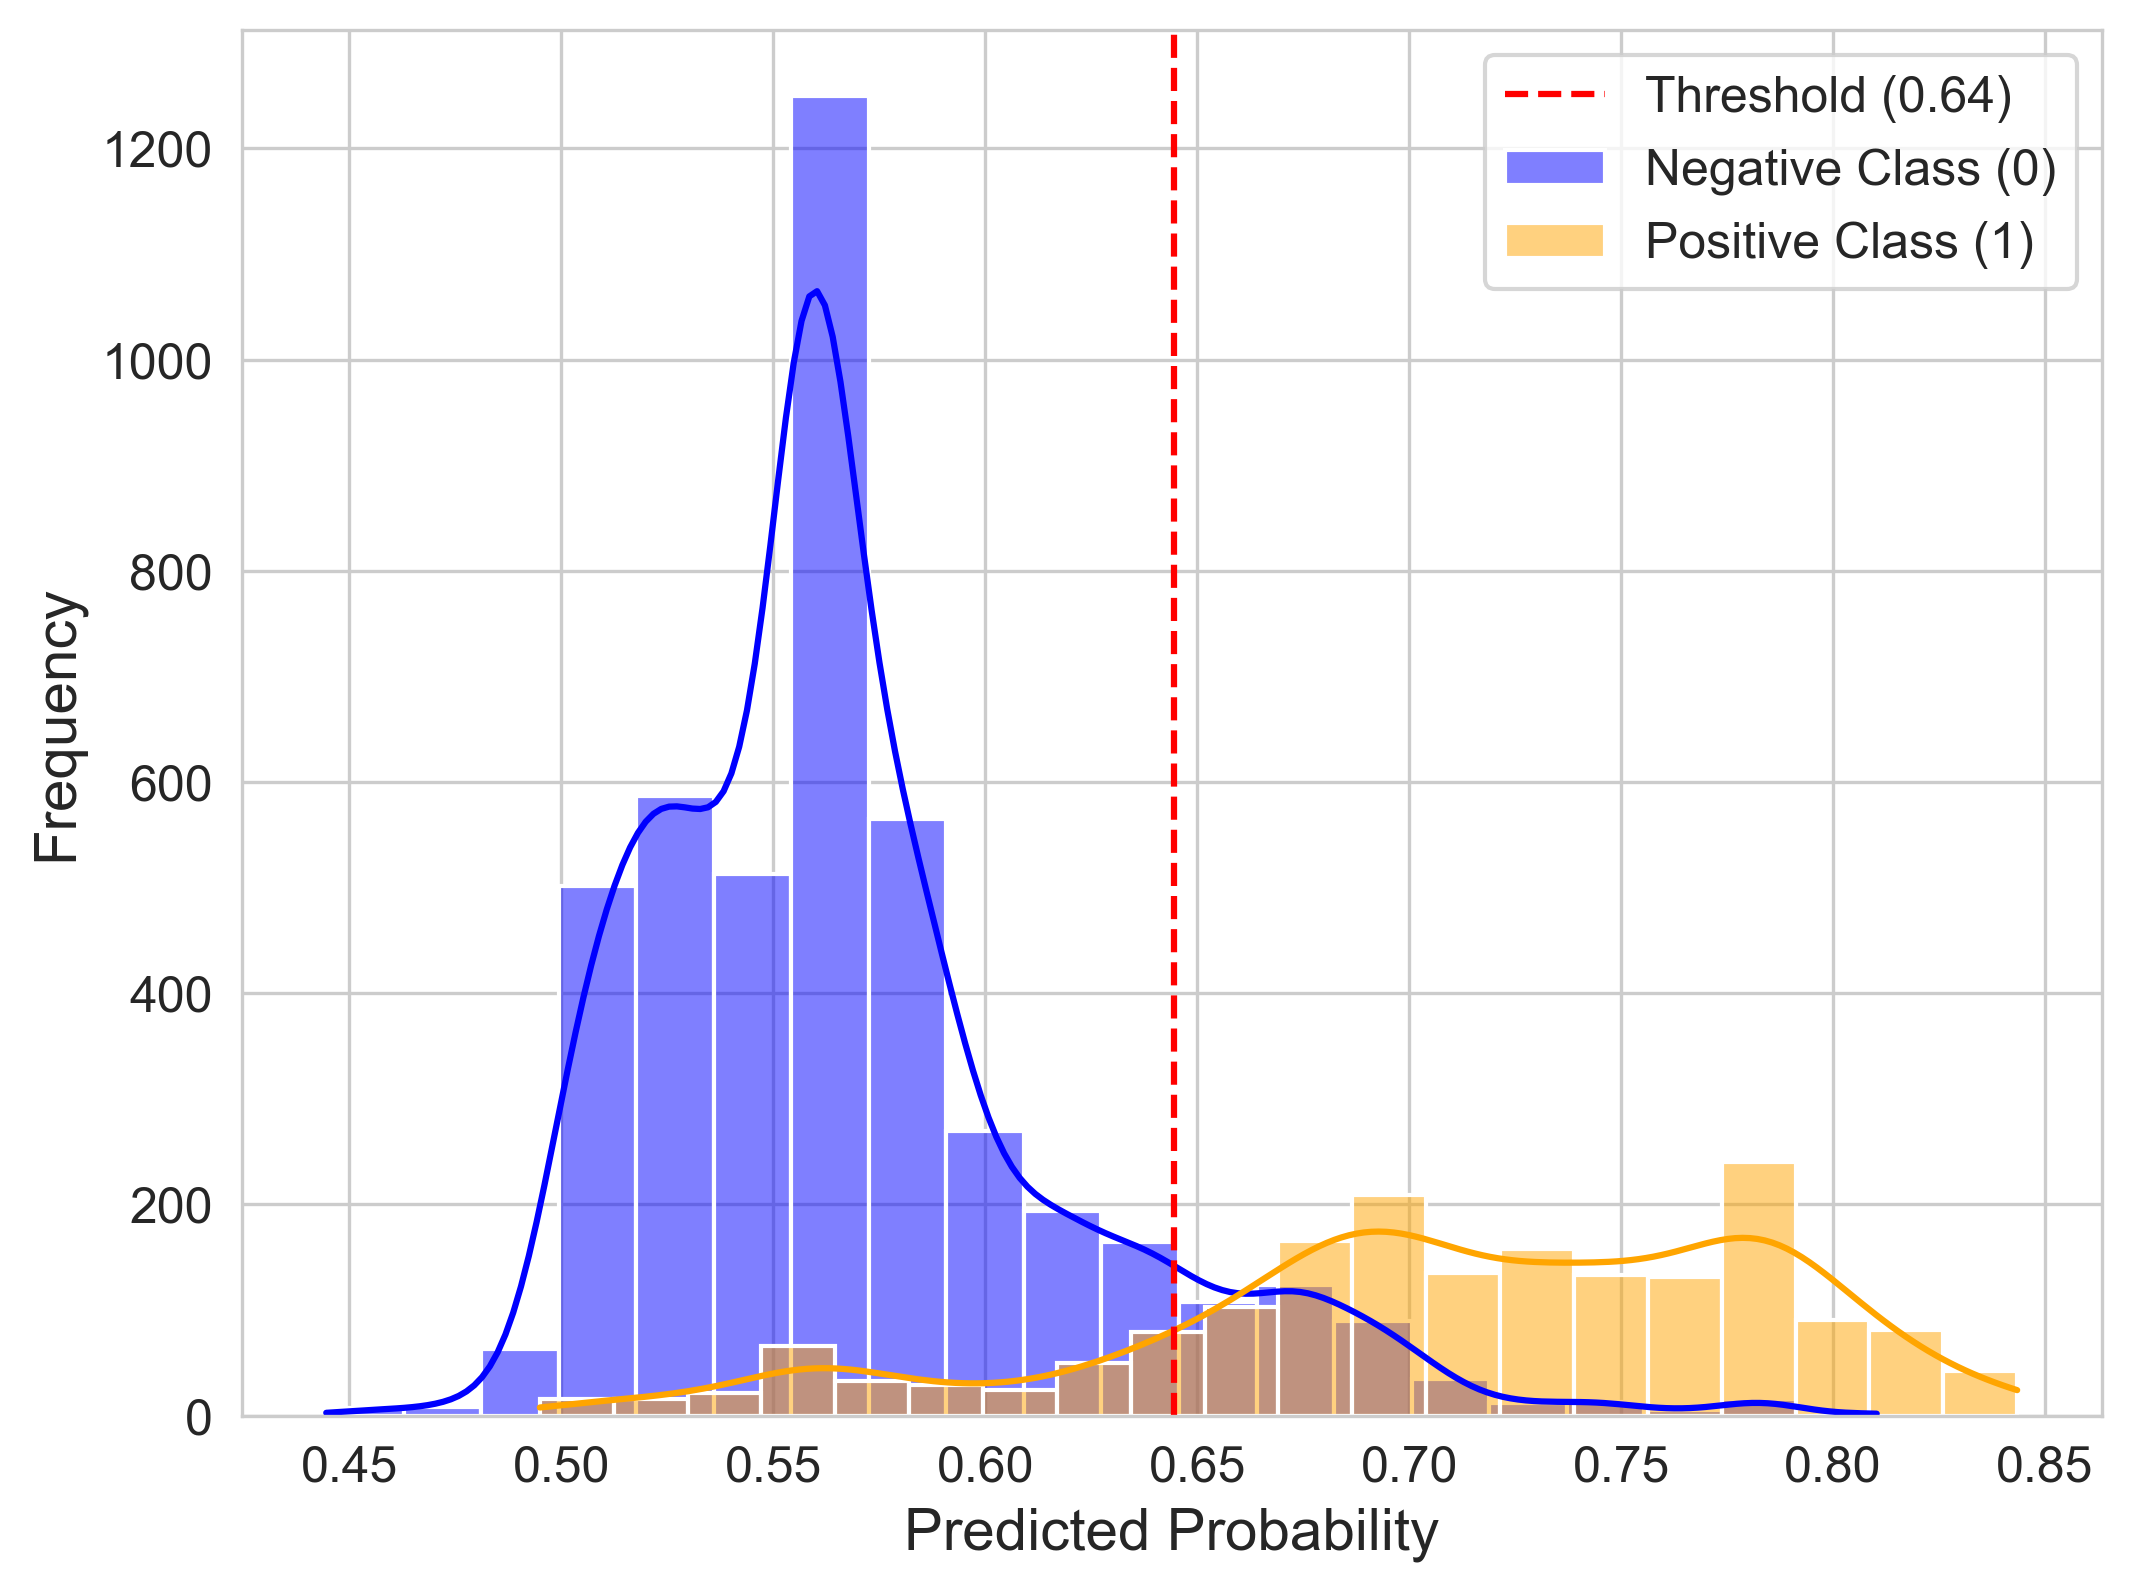 Threshold (0.64)
Negative Class (0)
Positive Class (1)
1200
1000
800
600
400
200
0
Frequency
0.45 0.50 0.55 0.60 0.65 0.70 0.75 0.80 0.85
Predicted Probability